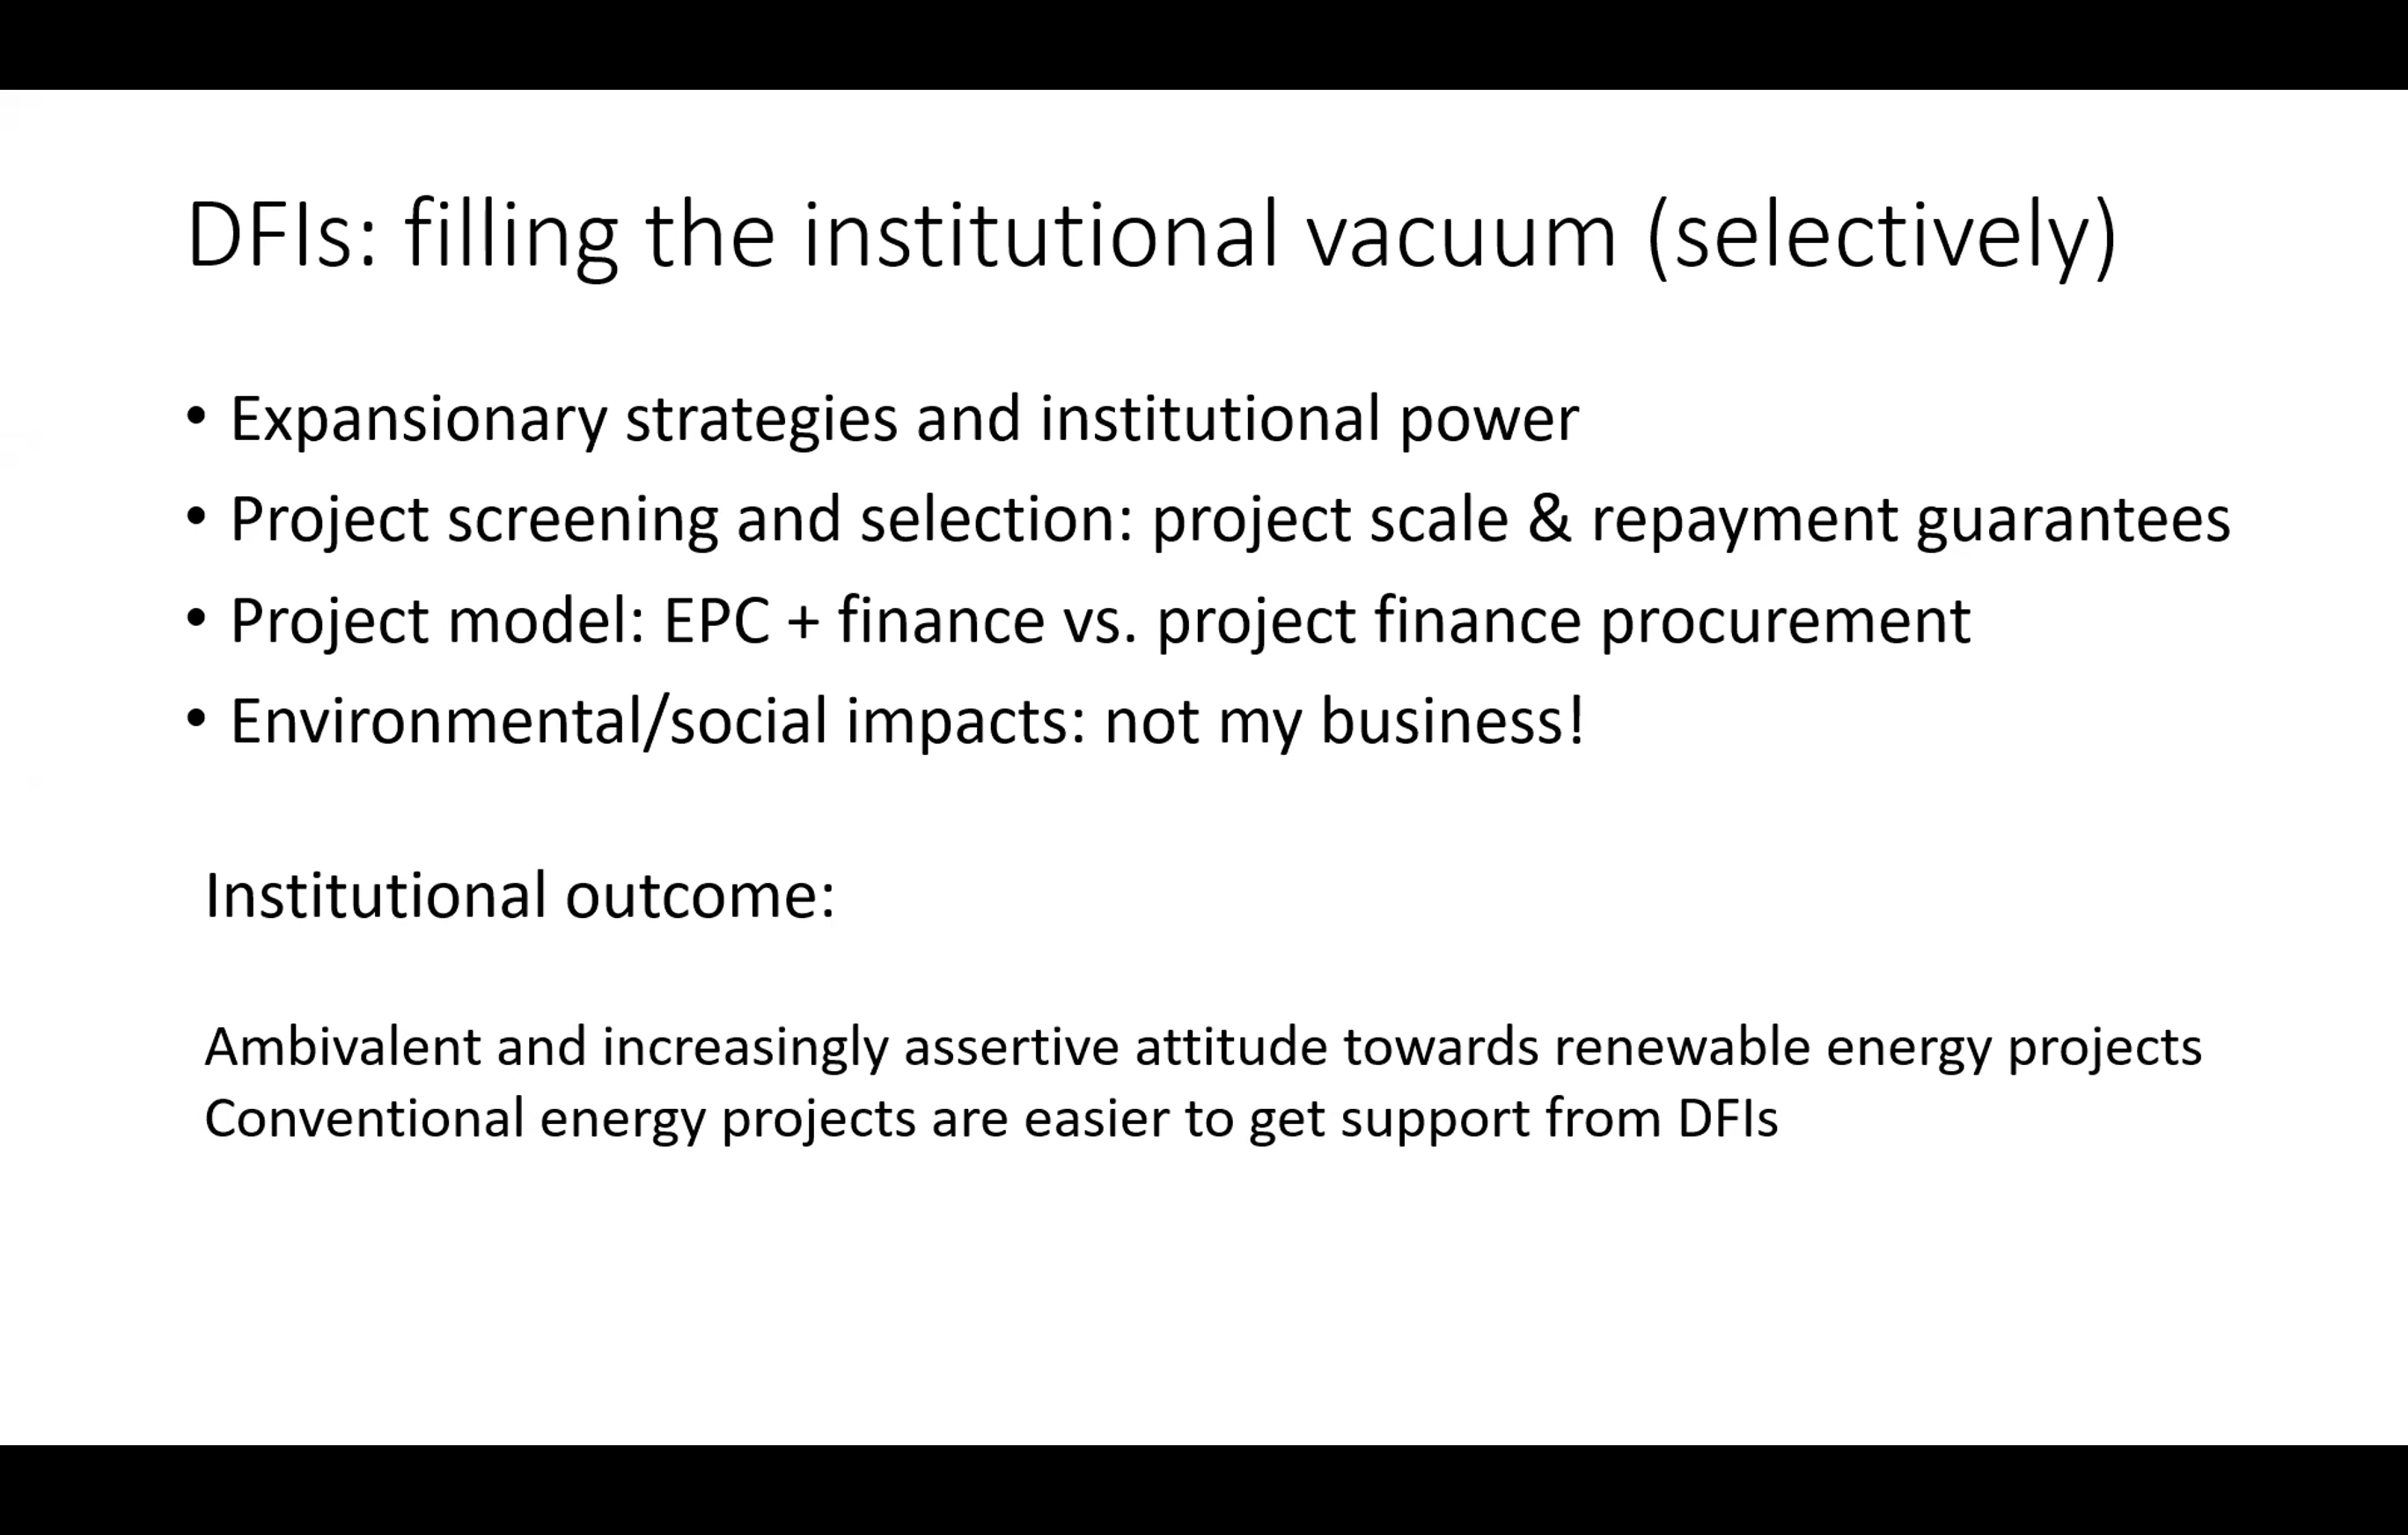 DFIs: filling the institutional vacuum (selectively)
• Expansionary strategies and institutional power
• Project screening and selection: project scale & repayment guarantees
• Project model: EPC + finance vs. project finance procurement
• Environmental/social impacts: not my business!
Institutional outcome:
Ambivalent and increasingly assertive attitude towards renewable energy projects
Conventional energy projects are easier to get support from DFIs